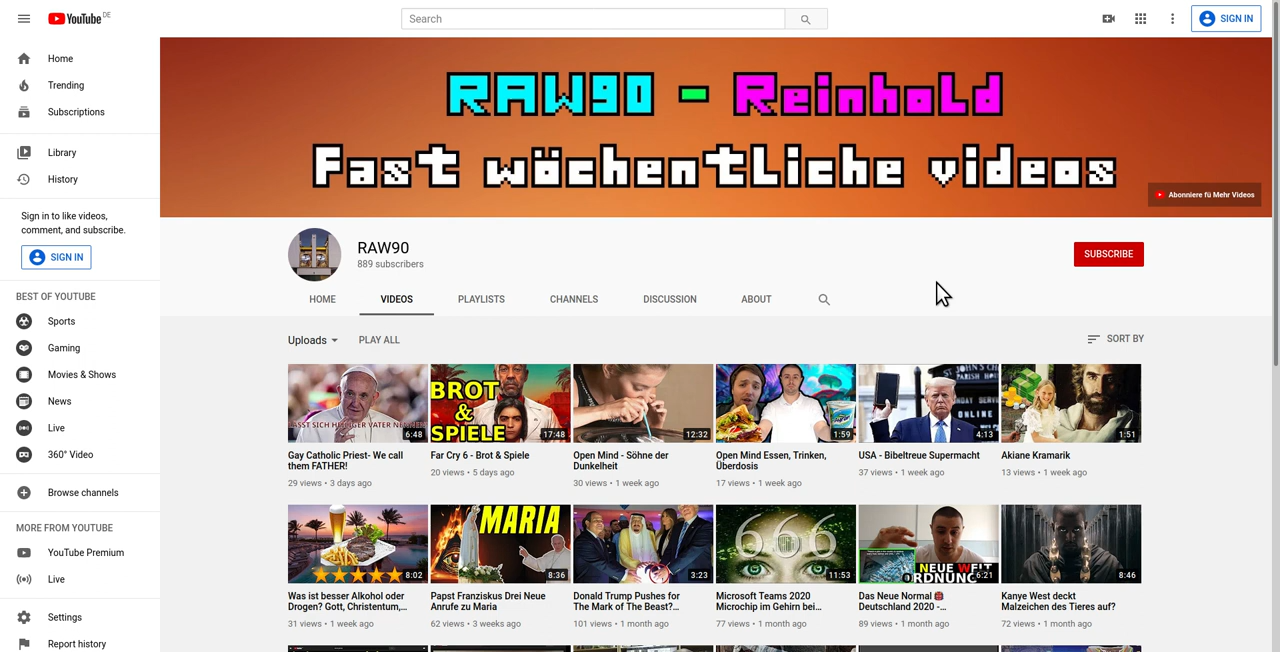 YouTube DE
Search
SIGN IN
Home
Trending
Subscriptions
Library
History
Sign in to like videos,
comment, and subscribe.
SIGN IN
BEST OF YOUTUBE
Sports
Gaming
Movies & Shows
News
Live
360° Video
Browse channels
MORE FROM YOUTUBE
YouTube Premium
Live
Settings
Report history
RAW90 - Reinhold
Fast wöchentliche videos
Abonniere fü Mehr Videos
RAW90
889 subscribers
SUBSCRIBE
HOME VIDEOS PLAYLISTS CHANNELS DISCUSSION ABOUT
Uploads PLAY ALL SORT BY
6:48
BROT
&
SPIELE
17:48
12:32
1:59
4:13
1:51
Gay Catholic Priest- We call
them FATHER!
29 views • 3 days ago
Far Cry 6 - Brot & Spiele
20 views • 5 days ago
Open Mind - Söhne der
Dunkelheit
30 views • 1 week ago
Open Mind Essen, Trinken,
Überdosis
17 views • 1 week ago
USA - Bibeltreue Supermacht
37 views • 1 week ago
Akiane Kramarik
13 views • 1 week ago
8:02
MARIA
8:36
3:23
666
11:53
NEUE WELT
ORDNUNG
6:21
8:46
Was ist besser Alkohol oder
Drogen? Gott, Christentum,...
31 views • 1 week ago
Papst Franziskus Drei Neue
Anrufe zu Maria
62 views • 3 weeks ago
Donald Trump Pushes for
The Mark of The Beast?...
101 views • 1 month ago
Microsoft Teams 2020
Microchip im Gehirn bei...
77 views • 1 month ago
Das Neue Normal
Deutschland 2020 -...
89 views • 1 month ago
Kanye West deckt
Malzeichen des Tieres auf?
72 views • 1 month ago